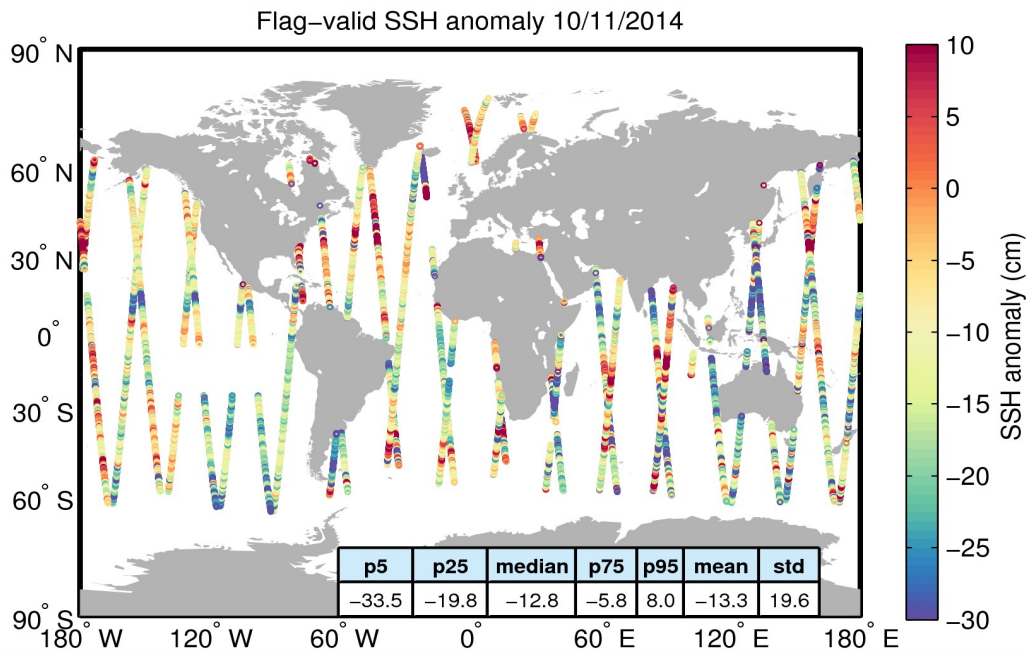 Flag−valid SSH anomaly 10/11/2014
90° N
60° N
30° N
0°
30° S
60° S
90° S
180° W 120° W 60° W 0° 60° E 120° E 180° E
p5 p25 median p75 p95 mean std
−33.5 −19.8 −12.8 −5.8 8.0 −13.3 19.6
10
5
0
−5
−10
−15
−20
−25
−30
SSH anomaly (cm)